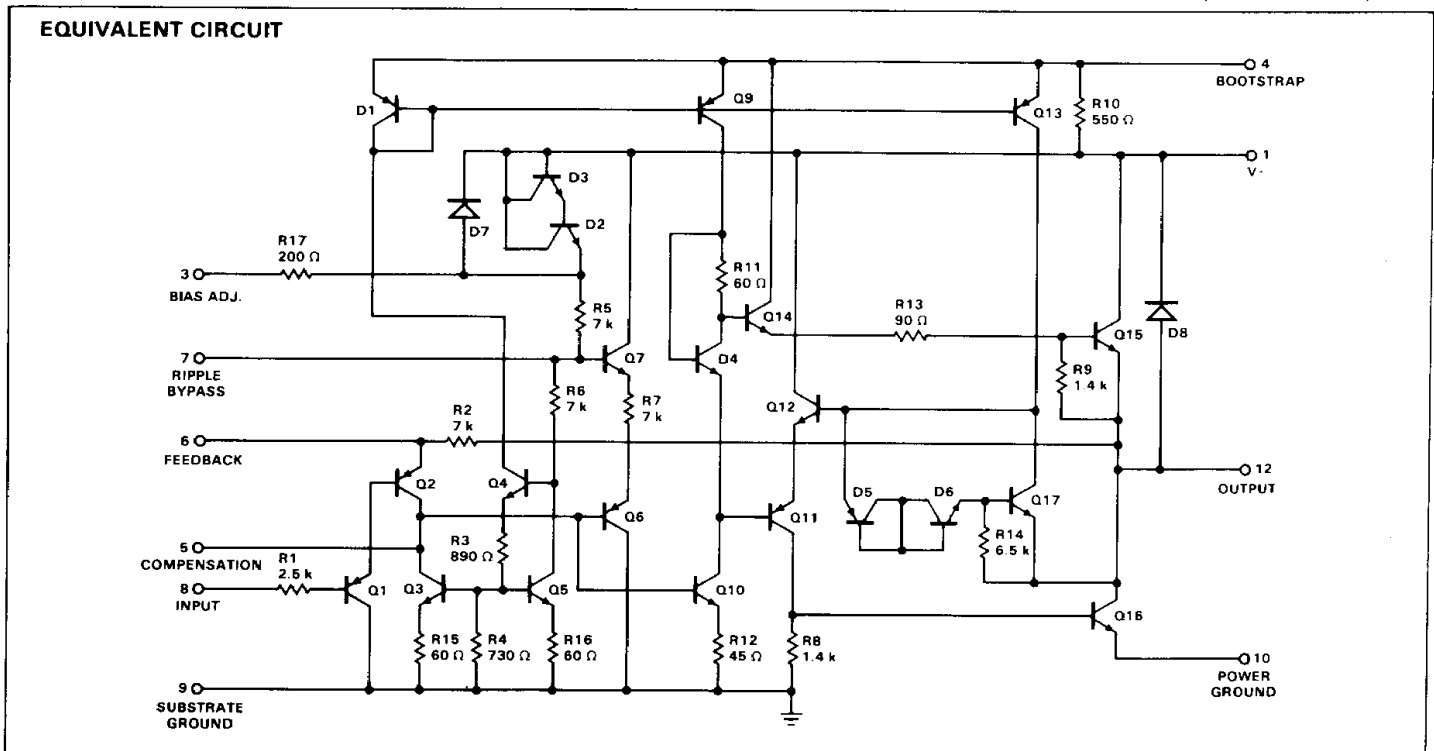 EQUIVALENT CIRCUIT
4
BOOTSTRAP
D1
Q9
Q13
R10
550 Ω
1
V-
D3
D2
D7
R17
200 Ω
3
BIAS ADJ.
R11
60 Ω
Q14
R13
90 Ω
Q15
D8
R5
7 k
7
RIPPLE
BYPASS
Q7
D4
R9
1.4 k
R6
7 k
R7
7 k
Q12
R2
7 k
6
FEEDBACK
12
OUTPUT
Q2
Q4
Q6
Q11
D5
D6
Q17
R14
6.5 k
R3
890 Ω
5
COMPENSATION
R1
2.5 k
8
INPUT
Q1
Q3
Q5
Q10
Q16
R15
60 Ω
R4
730 Ω
R16
60 Ω
R12
45 Ω
R8
1.4 k
10
POWER
GROUND
9
SUBSTRATE
GROUND